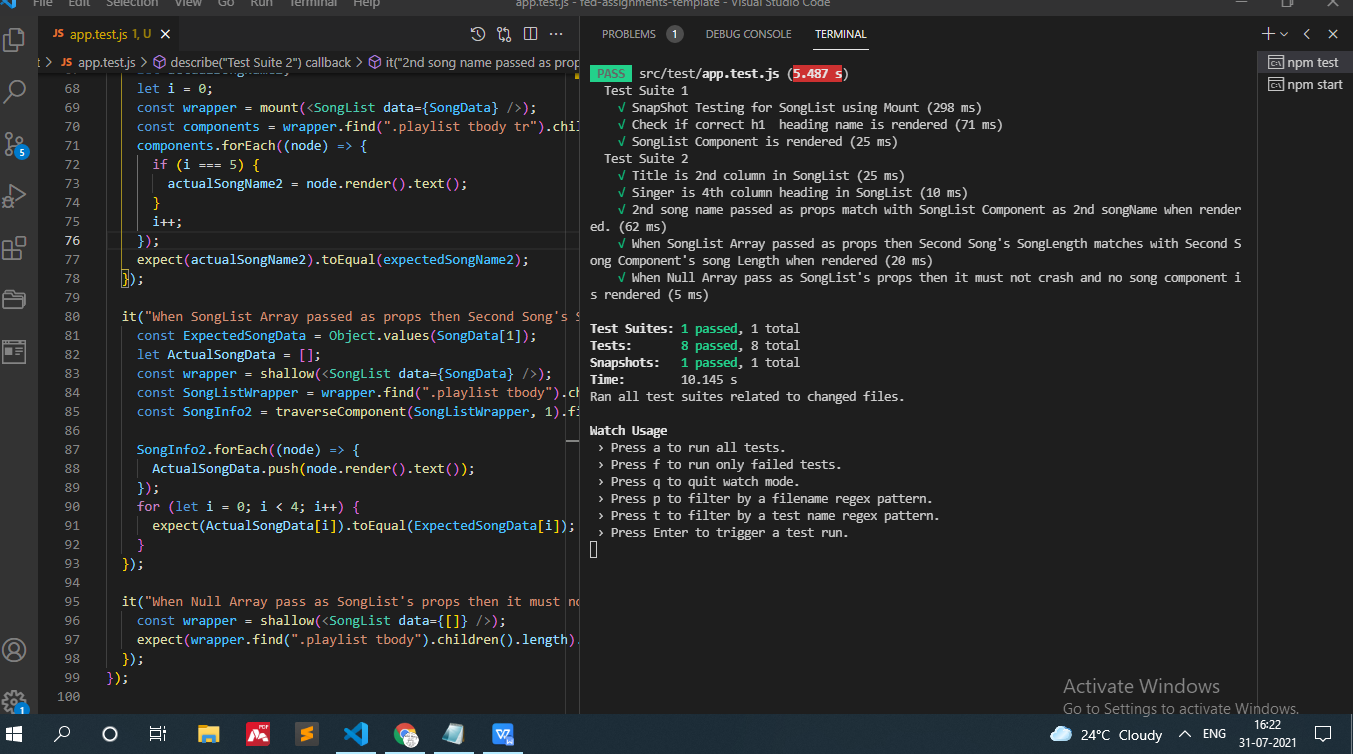 File Edit Selection View Go Run Terminal Help
app.test.js - fed-assignments-template - Visual Studio Code
JS app.test.js 1, U
PROBLEMS 1 DEBUG CONSOLE TERMINAL
JS app.test.js > describe("Test Suite 2") callback > it("2nd song name passed as prop
npm test
npm start
68 let i = 0;
69 const wrapper = mount(<SongList data={SongData} />);
70 const components = wrapper.find(".playlist tbody tr").chil
71 components.forEach((node) => {
72 if (i === 5) {
73 actualSongName2 = node.render().text();
74 }
75 i++;
76 });
77 expect(actualSongName2).toEqual(expectedSongName2);
78 });
79
80 it("When SongList Array passed as props then Second Song's S
81 const ExpectedSongData = Object.values(SongData[1]);
82 let ActualSongData = [];
83 const wrapper = shallow(<SongList data={SongData} />);
84 const SongListWrapper = wrapper.find(".playlist tbody").ch
85 const SongInfo2 = traverseComponent(SongListWrapper, 1).fi
86
87 SongInfo2.forEach((node) => {
88 ActualSongData.push(node.render().text());
89 });
90 for (let i = 0; i < 4; i++) {
91 expect(ActualSongData[i]).toEqual(ExpectedSongData[i]);
92 }
93 });
94
95 it("When Null Array pass as SongList's props then it must no
96 const wrapper = shallow(<SongList data={[]} />);
97 expect(wrapper.find(".playlist tbody").children().length).
98 });
99 });
100
PASS src/test/app.test.js (5.487 s)
Test Suite 1
√ SnapShot Testing for SongList using Mount (298 ms)
√ Check if correct h1  heading name is rendered (71 ms)
√ SongList Component is rendered (25 ms)
Test Suite 2
√ Title is 2nd column in SongList (25 ms)
√ Singer is 4th column heading in SongList (10 ms)
√ 2nd song name passed as props match with SongList Component as 2nd songName when render
ed. (62 ms)
√ When SongList Array passed as props then Second Song's SongLength matches with Second S
ong Component's song Length when rendered (20 ms)
√ When Null Array pass as SongList's props then it must not crash and no song component i
s rendered (5 ms)
Test Suites: 1 passed, 1 total
Tests: 8 passed, 8 total
Snapshots: 1 passed, 1 total
Time: 10.145 s
Ran all test suites related to changed files.
Watch Usage
› Press a to run all tests.
› Press f to run only failed tests.
› Press q to quit watch mode.
› Press p to filter by a filename regex pattern.
› Press t to filter by a test name regex pattern.
› Press Enter to trigger a test run.
5
1
Activate Windows
Go to Settings to activate Windows.
PDF
24°C Cloudy
ENG
16:22
31-07-2021